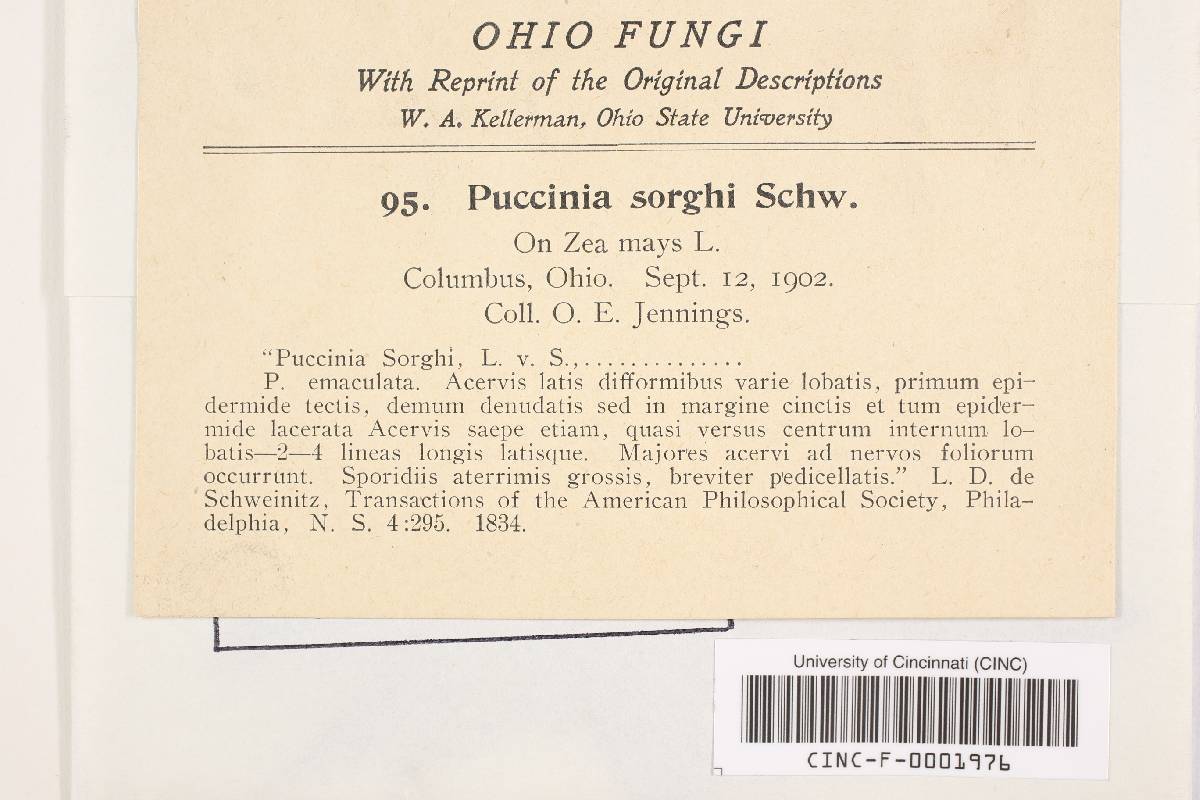 OHIO FUNGI
With Reprint of the Original Descriptions
W. A. Kellerman, Ohio State University
95. Puccinia sorghi Schw.
On Zea mays L.
Columbus, Ohio. Sept. 12, 1902.
Coll. O. E. Jennings.
"Puccinia Sorghi, L. v. S.,...............
P. emaculata. Acervis latis difformibus varie lobatis, primum epi-
dermide tectis, demum denudatis sed in margine cinctis et tum epider-
mide lacerata Acervis saepe etiam, quasi versus centrum internum lo-
batis—2—4 lineas longis latisque. Majores acervi ad nervos foliorum
occurrunt. Sporidiis aterrimis grossis, breviter pedicellatis." L. D. de
Schweinitz, Transactions of the American Philosophical Society, Phila-
delphia, N. S. 4:295. 1834.
University of Cincinnati (CINC)
CINC-F-0001976